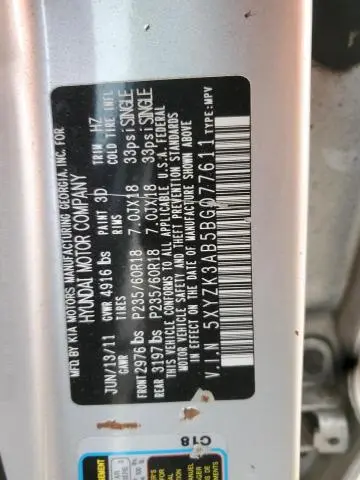 MFD BY KIA MOTORS MANUFACTURING GEORGIA, INC. FOR
HYUNDAI MOTOR COMPANY
JUN/13/11 PAINT 3D TRIM HZ
GVWR 4916 lbs
GAWR TIRES RIMS COLD TIRE INFL
FRONT 2976 lbs P235/60R18 7.0JX18 33psi SINGLE
REAR 3197 lbs P235/60R18 7.0JX18 33psi SINGLE
THIS VEHICLE CONFORMS TO ALL APPLICABLE U.S.A. FEDERAL
MOTOR VEHICLE SAFETY AND THEFT PREVENTION STANDARDS
IN EFFECT ON THE DATE OF MANUFACTURE SHOWN ABOVE
V.I.N 5XYZK3AB5BG077611 TYPE:MPV
C18